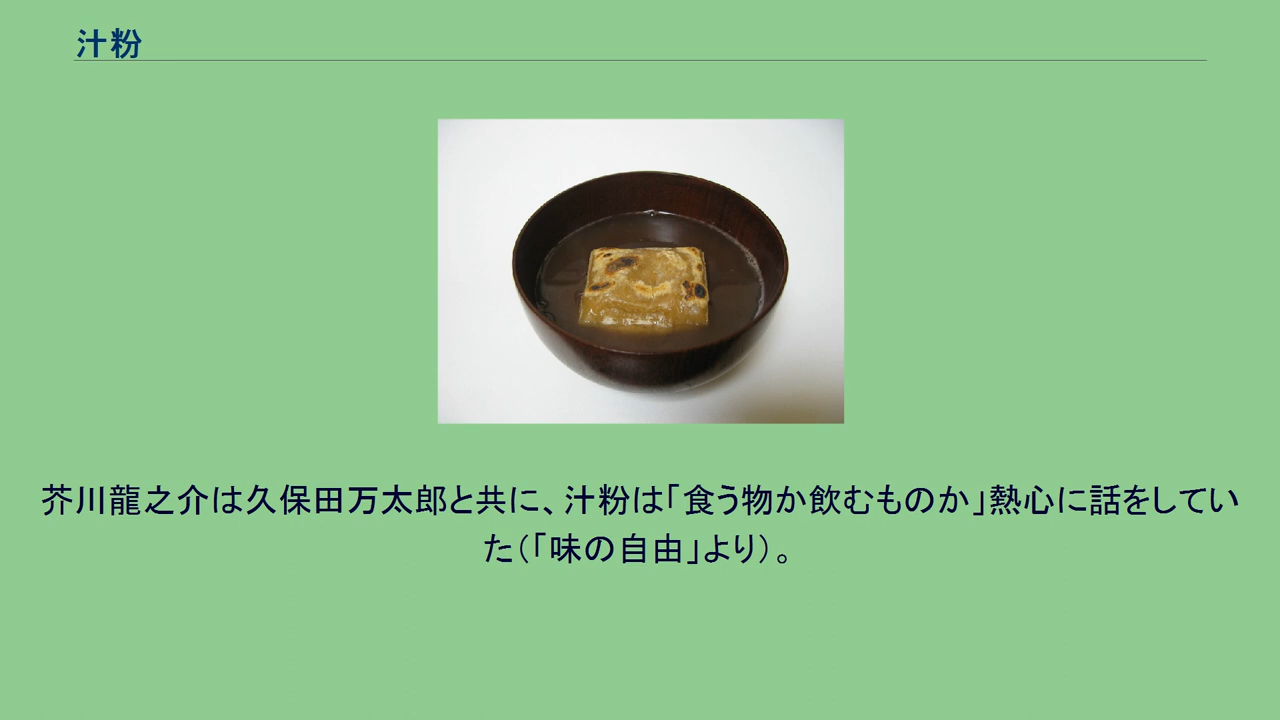 汁粉
芥川龍之介は久保田万太郎と共に、汁粉は「食う物か飲むものか」熱心に話をしてい
た(「味の自由」より)。